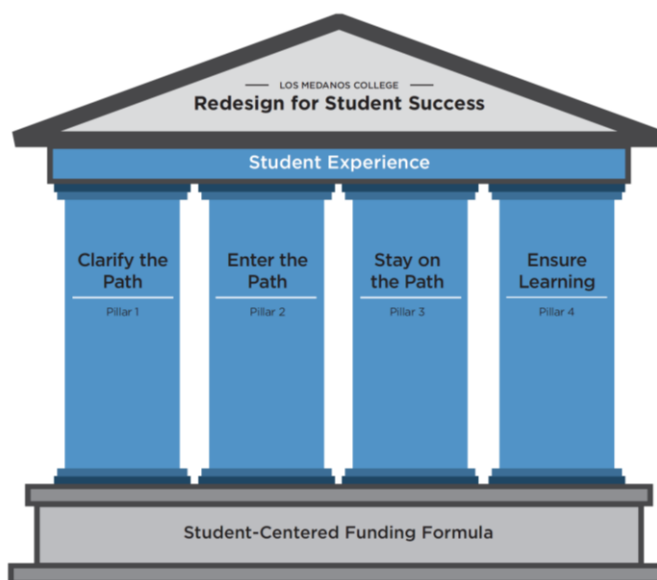 LOS MEDANOS COLLEGE
Redesign for Student Success
Student Experience
Clarify the
Path
Pillar 1
Enter the
Path
Pillar 2
Stay on
the Path
Pillar 3
Ensure
Learning
Pillar 4
Student-Centered Funding Formula